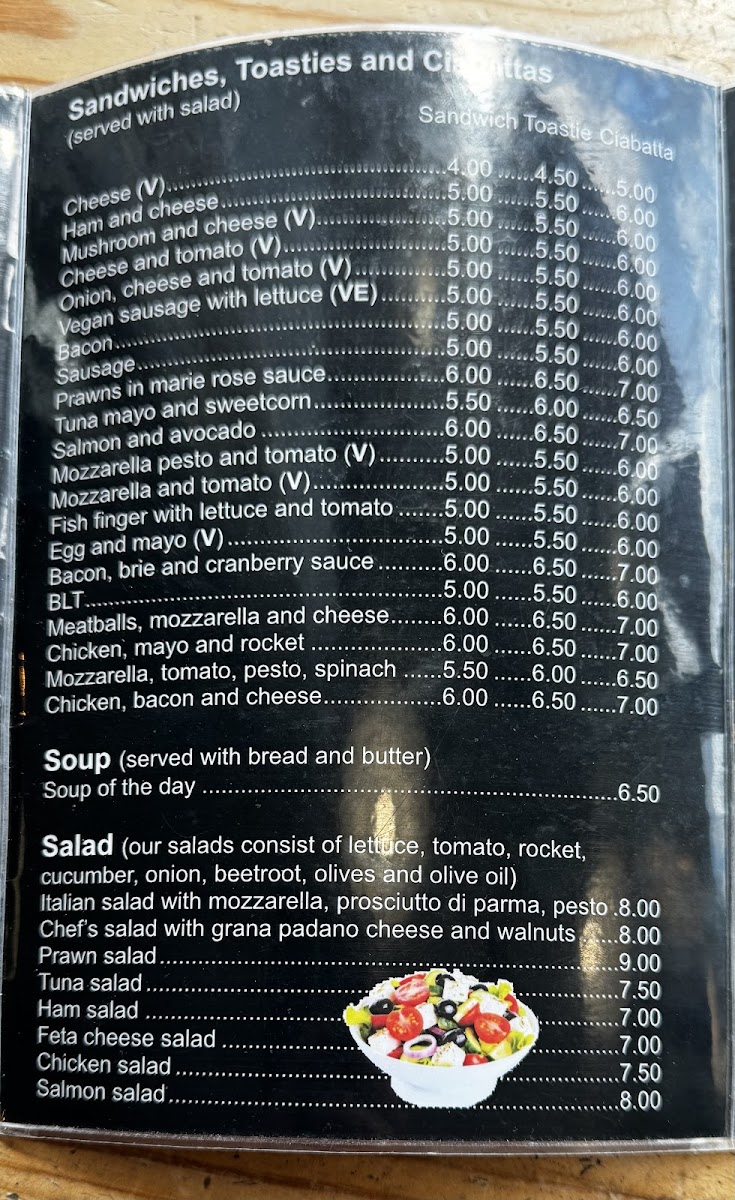 Sandwiches, Toasties and Ciabattas
(served with salad)
Sandwich Toastie Ciabatta
Cheese (V)......4.00......4.50......5.00
Ham and cheese......5.00......5.50......6.00
Mushroom and cheese (V)......5.00......5.50......6.00
Cheese and tomato (V)......5.00......5.50......6.00
Onion, cheese and tomato (V)......5.00......5.50......6.00
Vegan sausage with lettuce (VE)......5.00......5.50......6.00
Bacon......5.00......5.50......6.00
Sausage......5.00......5.50......6.00
Prawns in marie rose sauce......6.00......6.50......7.00
Tuna mayo and sweetcorn......5.50......6.00......6.50
Salmon and avocado......6.00......6.50......7.00
Mozzarella pesto and tomato (V)......5.00......5.50......6.00
Mozzarella and tomato (V)......5.00......5.50......6.00
Fish finger with lettuce and tomato......5.00......5.50......6.00
Egg and mayo (V)......5.00......5.50......6.00
Bacon, brie and cranberry sauce......6.00......6.50......7.00
BLT......5.00......5.50......6.00
Meatballs, mozzarella and cheese......6.00......6.50......7.00
Chicken, mayo and rocket......6.00......6.50......7.00
Mozzarella, tomato, pesto, spinach......5.50......6.00......6.50
Chicken, bacon and cheese......6.00......6.50......7.00
Soup (served with bread and butter)
Soup of the day......6.50
Salad (our salads consist of lettuce, tomato, rocket,
cucumber, onion, beetroot, olives and olive oil)
Italian salad with mozzarella, prosciutto di parma, pesto.8.00
Chef's salad with grana padano cheese and walnuts......8.00
Prawn salad......9.00
Tuna salad......7.50
Ham salad......7.00
Feta cheese salad......7.00
Chicken salad......7.50
Salmon salad......8.00